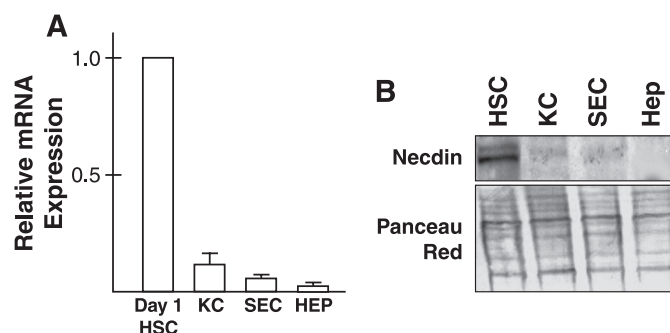 A
Relative mRNA
Expression
1.0
0.5
Day 1
HSC
KC
SEC
HEP
B
HSC
KC
SEC
Hep
Necdin
Panceau
Red